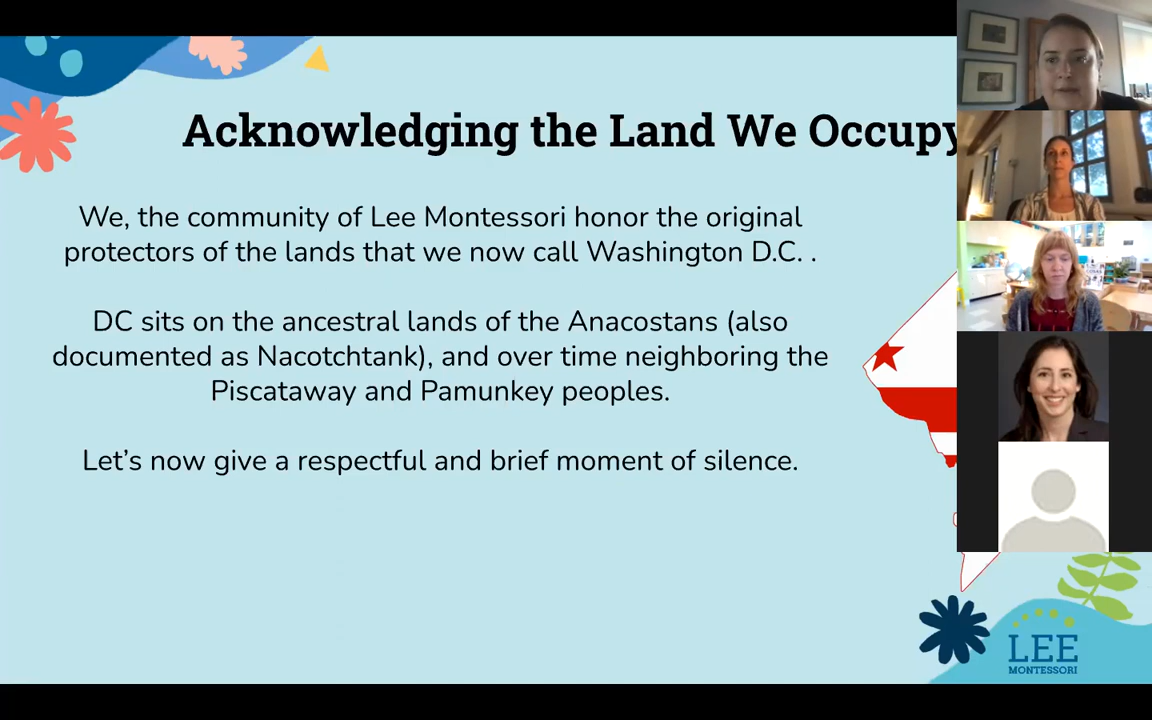 Acknowledging the Land We Occupy
We, the community of Lee Montessori honor the original
protectors of the lands that we now call Washington D.C. .
DC sits on the ancestral lands of the Anacostans (also
documented as Nacotchtank), and over time neighboring the
Piscataway and Pamunkey peoples.
Let’s now give a respectful and brief moment of silence.
LEE
MONTESSORI